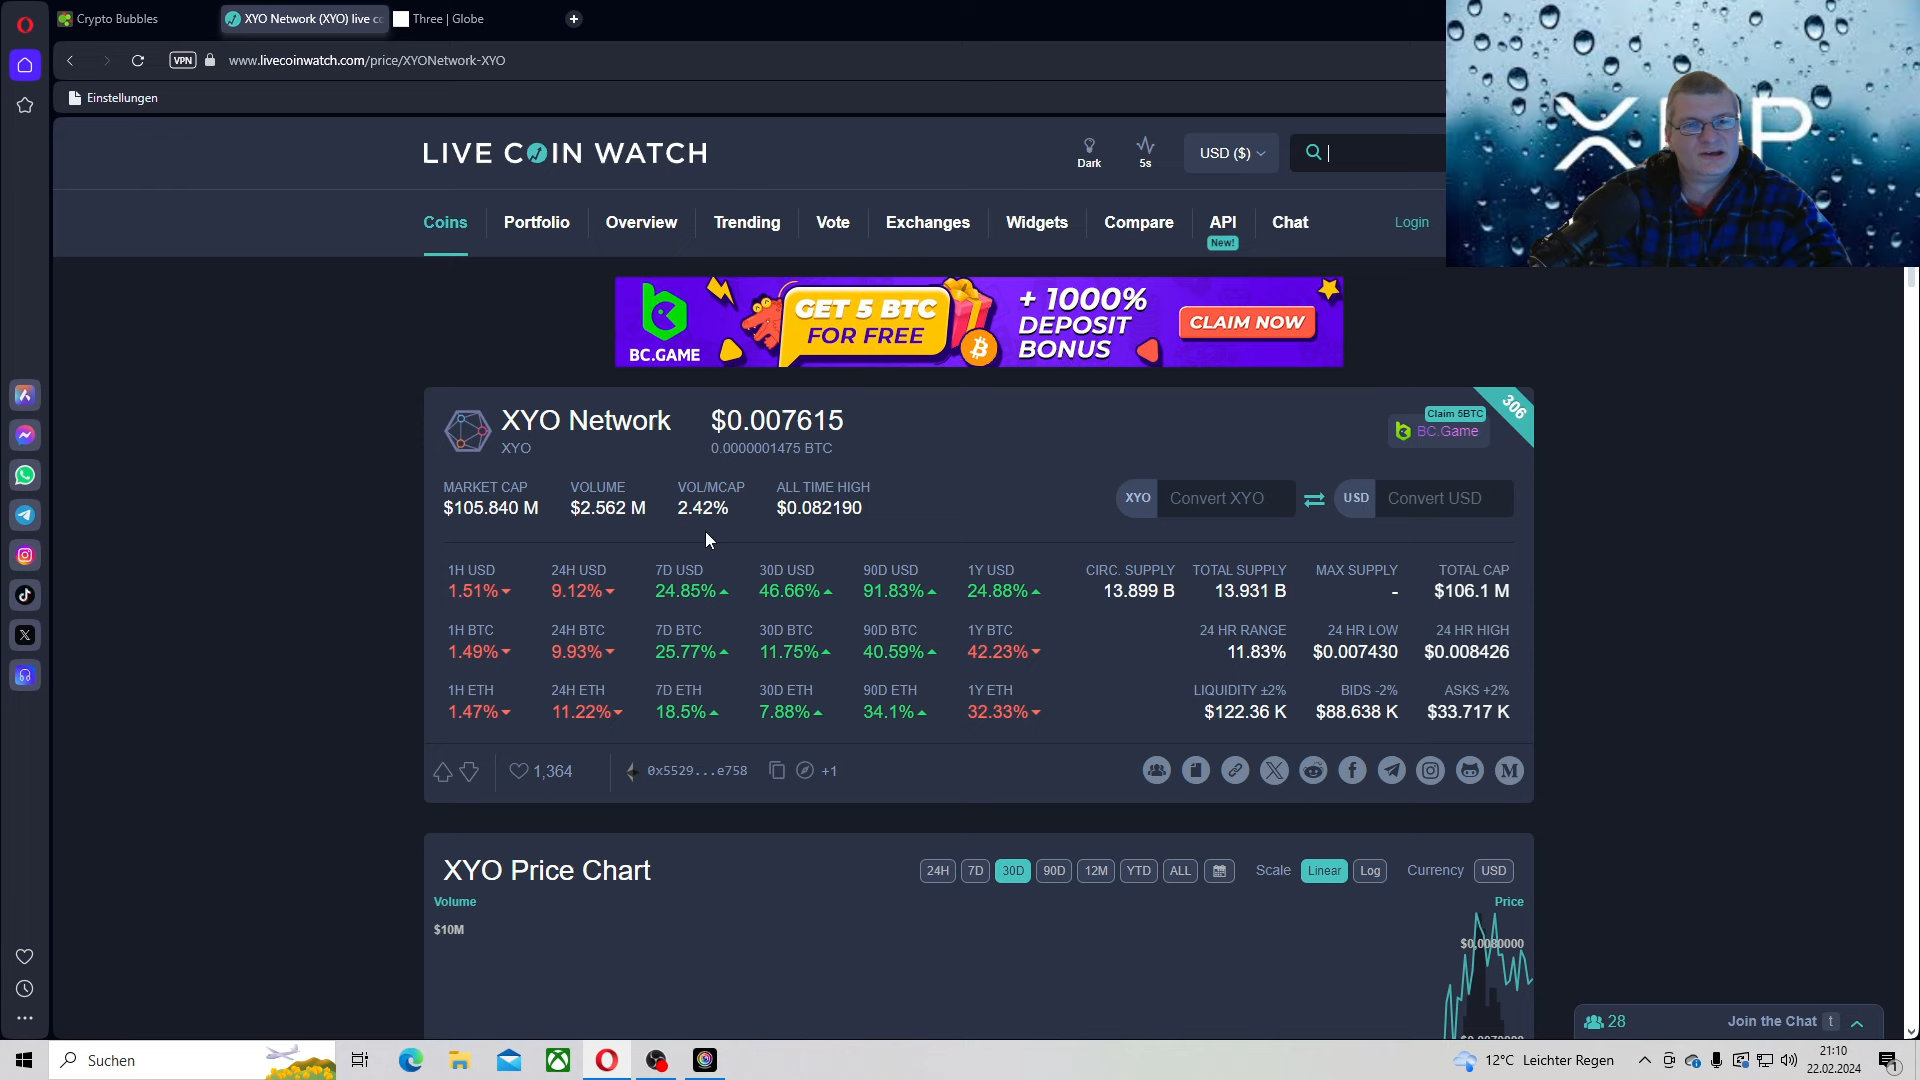 Crypto Bubbles
XYO Network (XYO) live c
Three | Globe
VPN
www.livecoinwatch.com/price/XYONetwork-XYO
Einstellungen
XRP
LIVE COIN WATCH
Dark
5s
USD ($)
Coins
Portfolio
Overview
Trending
Vote
Exchanges
Widgets
Compare
API
New!
Chat
Login
BC.GAME
GET 5 BTC
FOR FREE
+ 1000%
DEPOSIT
BONUS
CLAIM NOW
XYO Network
XYO
$0.007615
0.0000001475 BTC
Claim 5BTC
BC.Game
306
MARKET CAP VOLUME VOL/MCAP ALL TIME HIGH
$105.840 M $2.562 M 2.42% $0.082190
XYO Convert XYO USD Convert USD
1H USD 24H USD 7D USD 30D USD 90D USD 1Y USD CIRC. SUPPLY TOTAL SUPPLY MAX SUPPLY TOTAL CAP
1.51% 9.12% 24.85% 46.66% 91.83% 24.88% 13.899 B 13.931 B - $106.1 M
1H BTC 24H BTC 7D BTC 30D BTC 90D BTC 1Y BTC 24 HR RANGE 24 HR LOW 24 HR HIGH
1.49% 9.93% 25.77% 11.75% 40.59% 42.23% 11.83% $0.007430 $0.008426
1H ETH 24H ETH 7D ETH 30D ETH 90D ETH 1Y ETH LIQUIDITY ±2% BIDS -2% ASKS +2%
1.47% 11.22% 18.5% 7.88% 34.1% 32.33% $122.36 K $88.638 K $33.717 K
1,364 0x5529...e758 +1
XYO Price Chart
24H 7D 30D 90D 12M YTD ALL Scale Linear Log Currency USD
Volume Price
$10M
$0.0080000
28 Join the Chat t
Suchen
12°C Leichter Regen
21:10
22.02.2024
1